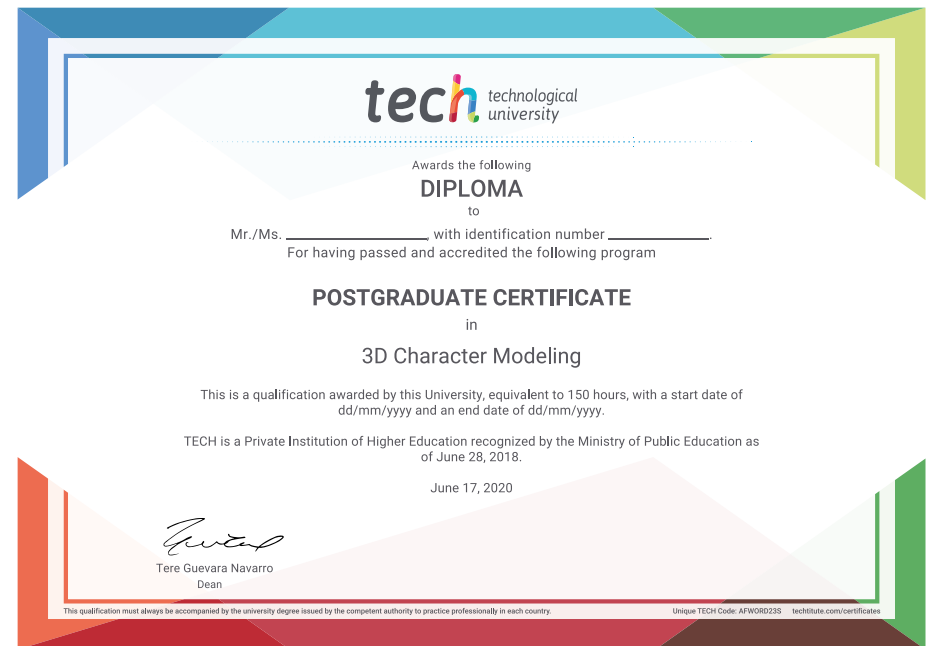 tech technological
university
Awards the following
DIPLOMA
to
Mr./Ms. ____________________, with identification number ______________.
For having passed and accredited the following program
POSTGRADUATE CERTIFICATE
in
3D Character Modeling
This is a qualification awarded by this University, equivalent to 150 hours, with a start date of
dd/mm/yyyy and an end date of dd/mm/yyyy.
TECH is a Private Institution of Higher Education recognized by the Ministry of Public Education as
of June 28, 2018.
June 17, 2020
Tere Guevara Navarro
Dean
This qualification must always be accompanied by the university degree issued by the competent authority to practice professionally in each country.
Unique TECH Code: AFWORD23S techtitute.com/certificates